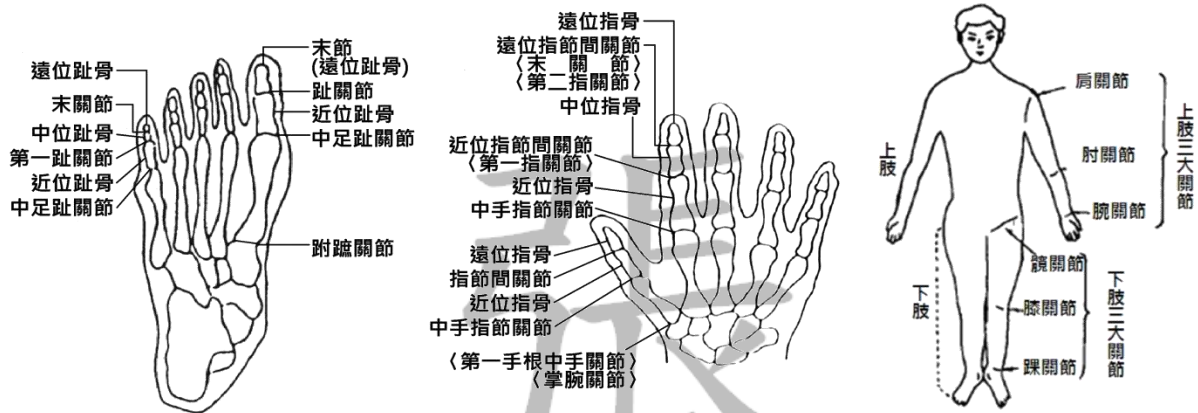 遠位趾骨
末關節
中位趾骨
第一趾關節
近位趾骨
中足趾關節
末節
(遠位趾骨)
趾關節
近位趾骨
中足趾關節
跗蹠關節
遠位指骨
遠位指節間關節
〈末關節〉
〈第二指關節〉
中位指骨
近位指節間關節
〈第一指關節〉
近位指骨
中手指節關節
遠位指骨
指節間關節
近位指骨
中手指節關節
〈第一手根中手關節〉
〈掌腕關節〉
上肢
下肢
肩關節
肘關節
腕關節
上肢三大關節
髖關節
膝關節
踝關節
下肢三大關節